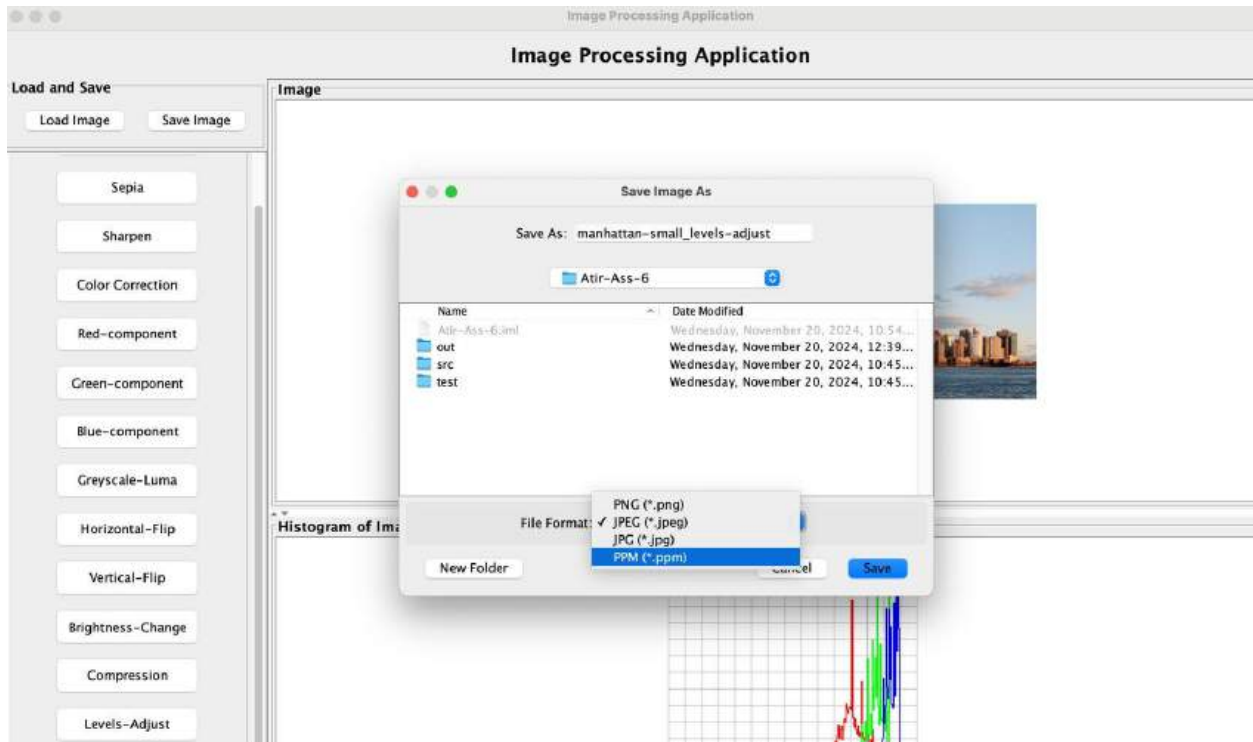 Image Processing Application
Image Processing Application
Load and Save
Load Image
Save Image
Sepia
Sharpen
Color Correction
Red-component
Green-component
Blue-component
Greyscale-Luma
Horizontal-Flip
Vertical-Flip
Brightness-Change
Compression
Levels-Adjust
Image
Save Image As
Save As: manhattan-small_levels-adjust
Atir-Ass-6
Name Date Modified
Atir-Ass-6.iml Wednesday, November 20, 2024, 10:54...
out Wednesday, November 20, 2024, 12:39...
src Wednesday, November 20, 2024, 10:45...
test Wednesday, November 20, 2024, 10:45...
File Format:
PNG (*.png)
✓ JPEG (*.jpeg)
JPG (*.jpg)
PPM (*.ppm)
New Folder
Cancel
Save
Histogram of Ima